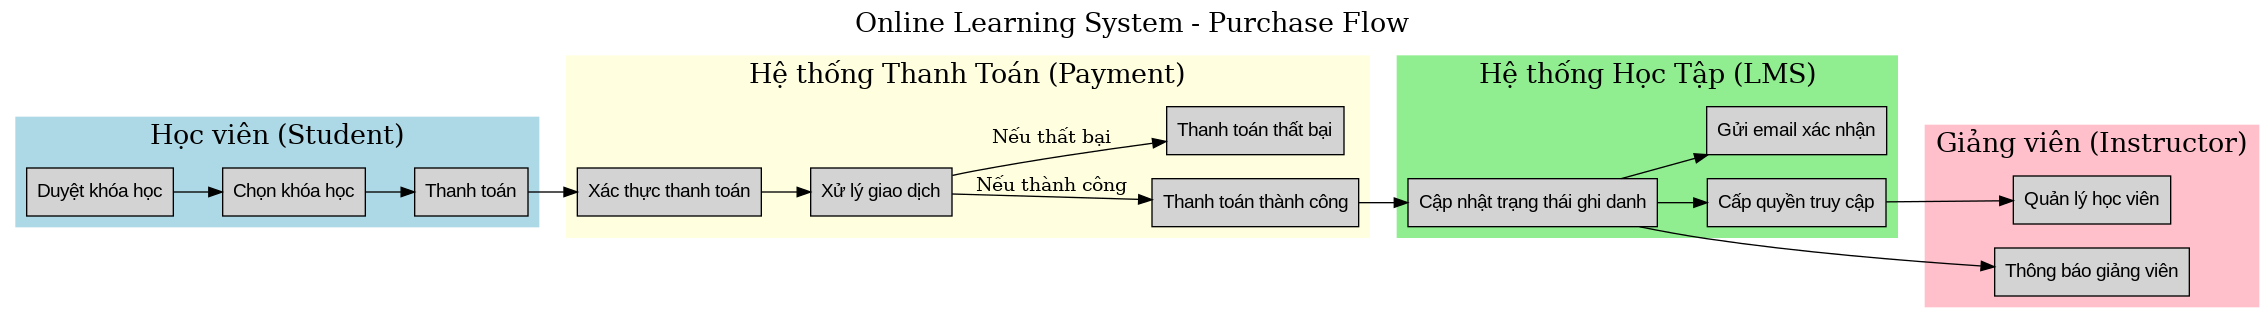 Online Learning System - Purchase Flow
Học viên (Student)
Duyệt khóa học
Chọn khóa học
Thanh toán
Hệ thống Thanh Toán (Payment)
Xác thực thanh toán
Xử lý giao dịch
Nếu thất bại
Thanh toán thất bại
Nếu thành công
Thanh toán thành công
Hệ thống Học Tập (LMS)
Cập nhật trạng thái ghi danh
Gửi email xác nhận
Cấp quyền truy cập
Giảng viên (Instructor)
Quản lý học viên
Thông báo giảng viên